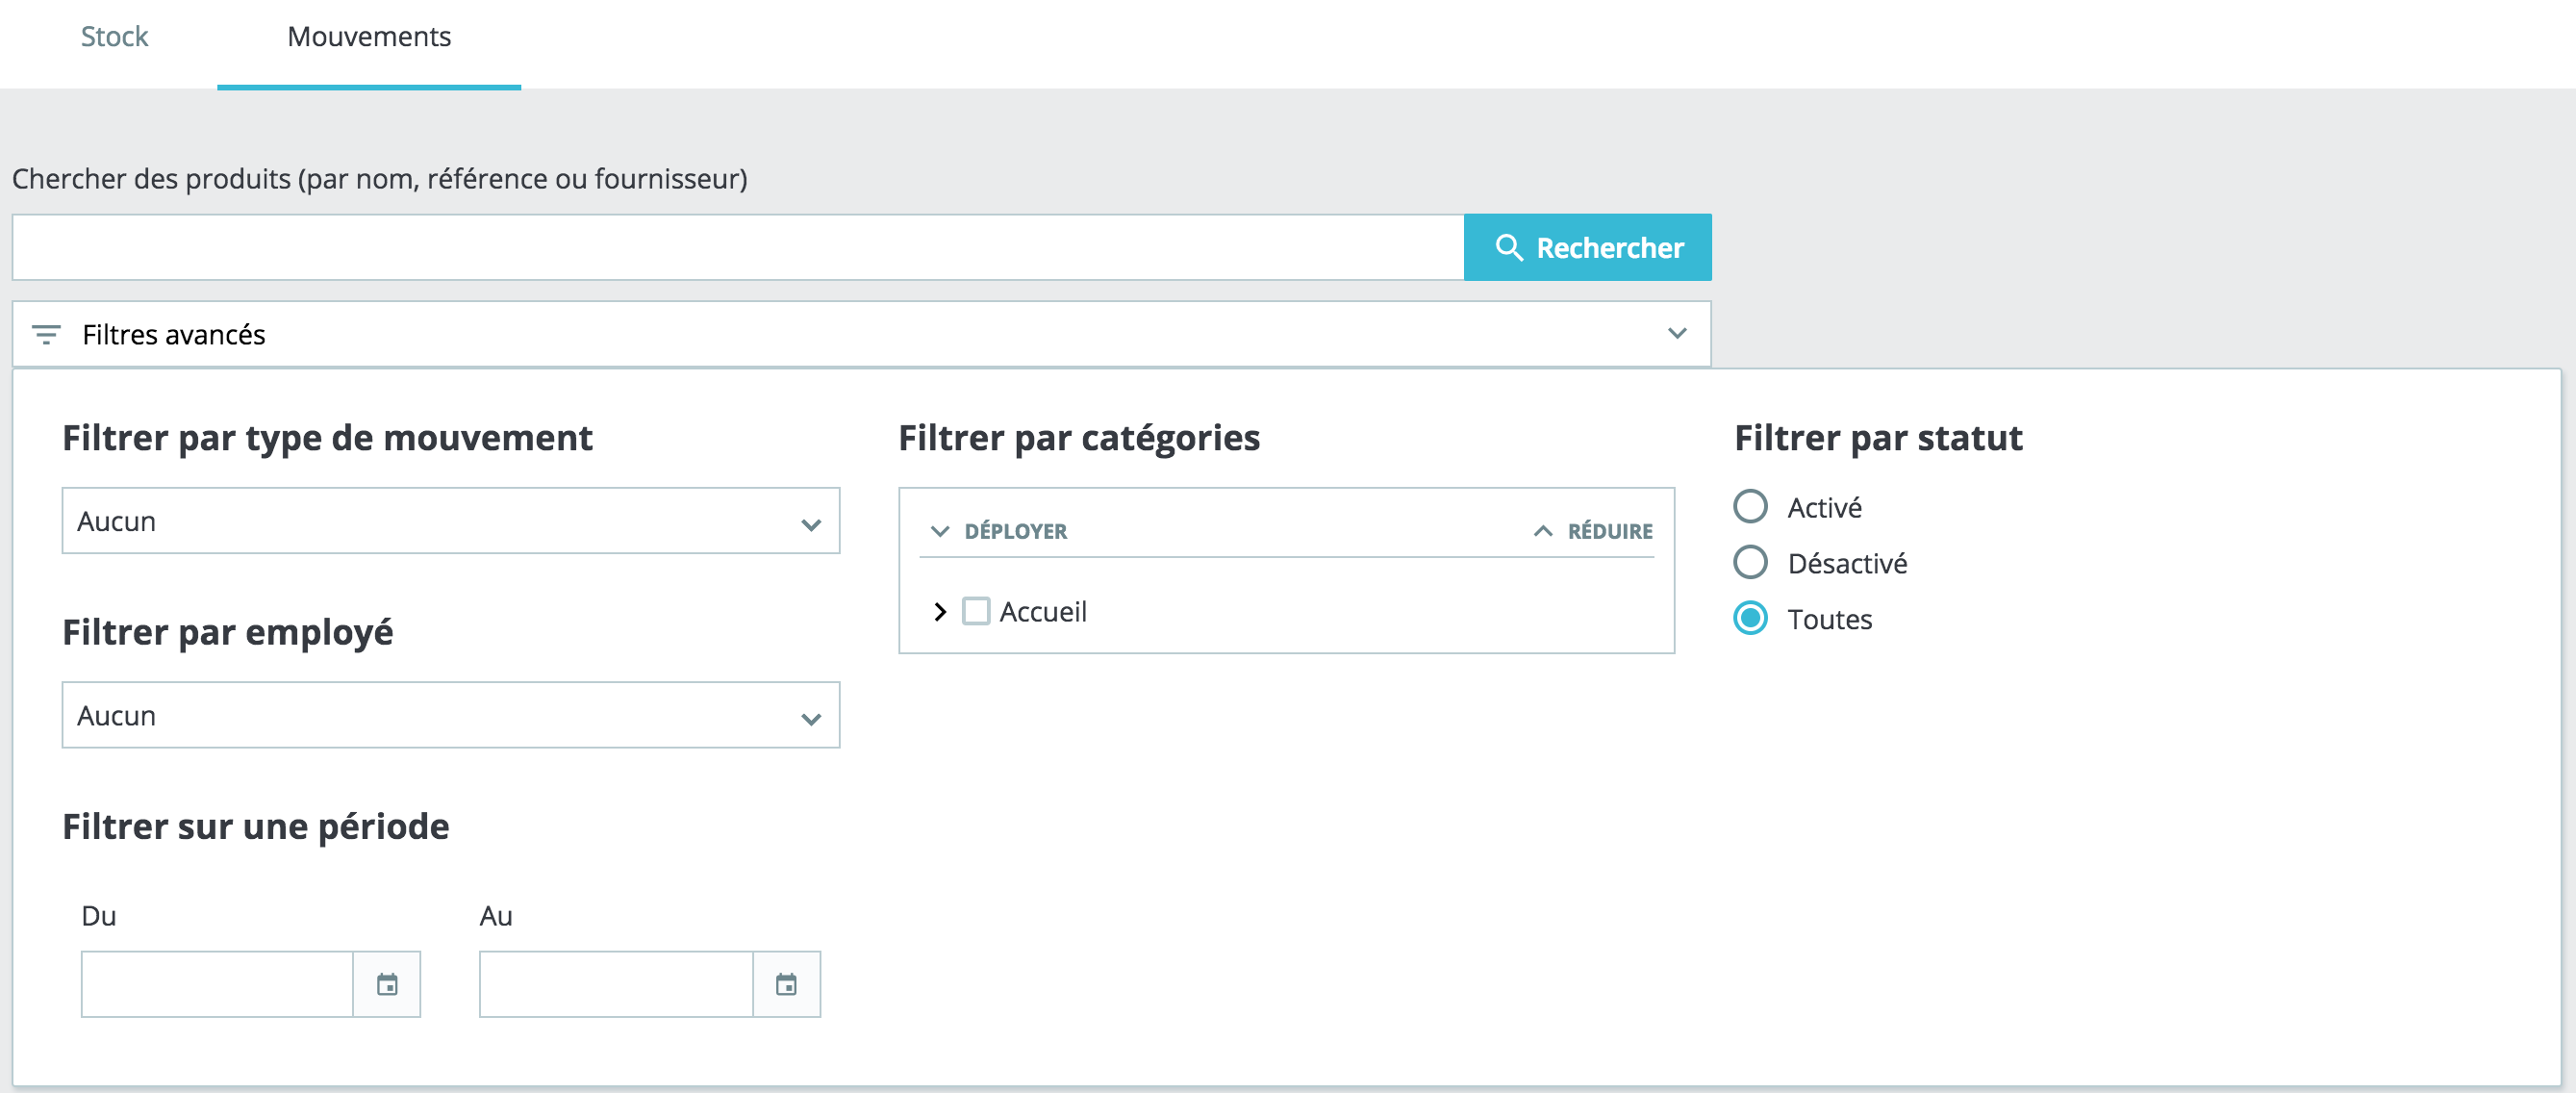 Stock
Mouvements
Chercher des produits (par nom, référence ou fournisseur)
Rechercher
Filtres avancés
Filtrer par type de mouvement
Aucun
Filtrer par employé
Aucun
Filtrer sur une période
Du
Au
Filtrer par catégories
DÉPLOYER
RÉDUIRE
Accueil
Filtrer par statut
Activé
Désactivé
Toutes